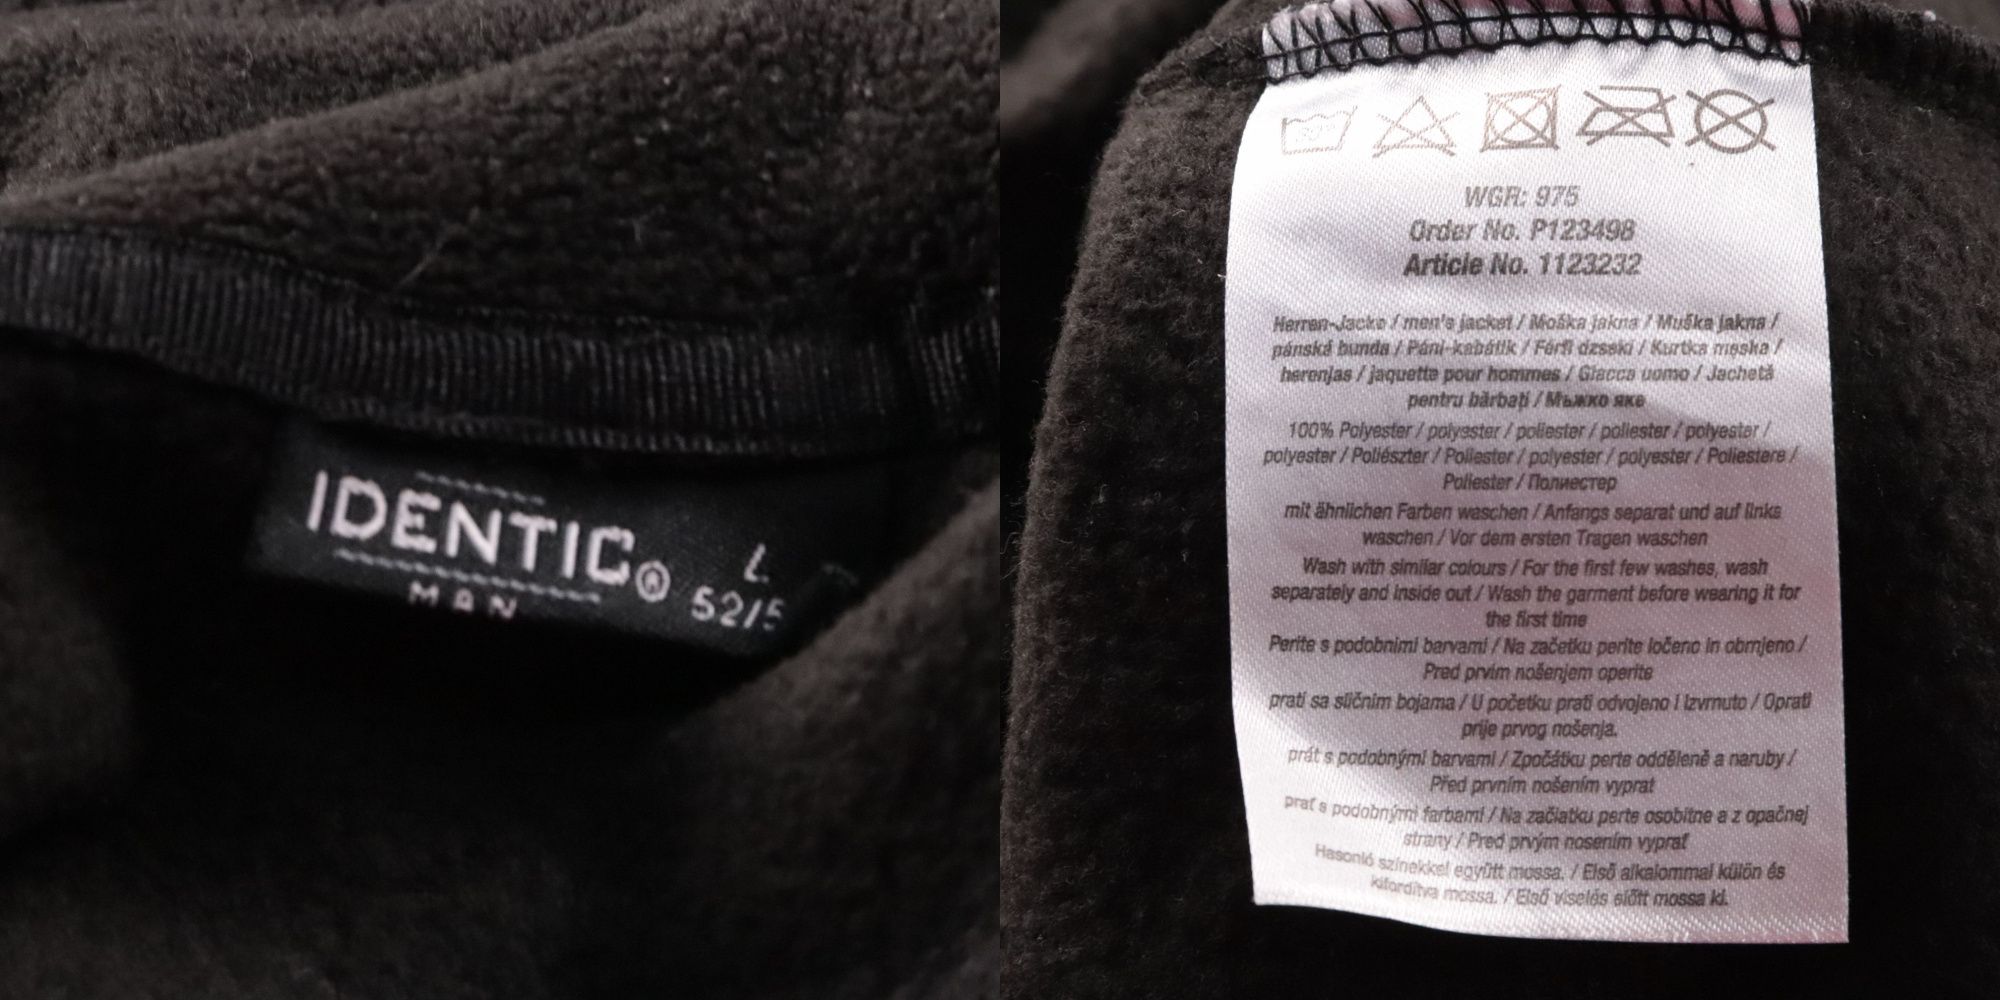 IDENTIC®
MAN
L
52/5
WGR: 975
Order No. P123498
Article No. 1123232
Herren-Jacke / men's jacket / Moška jakna / Muška jakna /
pánská bunda / Páni-kabátik / Férfi dzseki / Kurtka męska /
herenjas / jaquette pour hommes / Giacca uomo / Jachetă
pentru bărbaţi / Мъжко яке
100% Polyester / polyester / poliester / poliester / polyester /
polyester / Poliészter / Poliester / polyester / polyester / Poliestere /
Poliester / Полиестер
mit ähnlichen Farben waschen / Anfangs separat und auf links
waschen / Vor dem ersten Tragen waschen
Wash with similar colours / For the first few washes, wash
separately and inside out / Wash the garment before wearing it for
the first time
Perite s podobnimi barvami / Na začetku perite ločeno in obrnjeno /
Pred prvim nošenjem operite
prati sa sličnim bojama / U početku prati odvojeno i izvrnuto / Oprati
prije prvog nošenja.
prát s podobnými barvami / Zpočátku perte odděleně a naruby /
Před prvním nošením vyprat
prať s podobnými farbami / Na začiatku perte osobitne a z opačnej
strany / Pred prvým nosením vyprať
Hasonló színekkel együtt mossa. / Első alkalommal külön és
kifordítva mossa. / Első viselés előtt mossa ki.